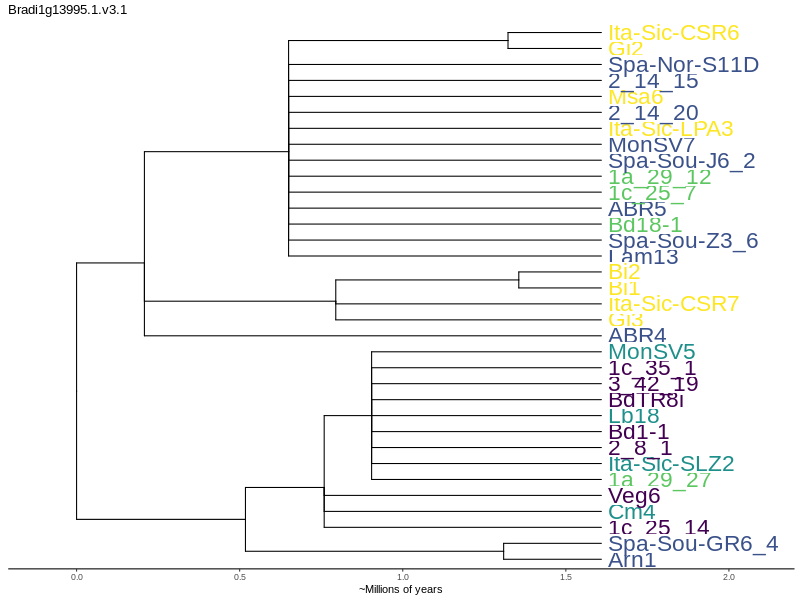 Bradi1g13995.1.v3.1
Ita-Sic-CSR6
Gi2
Spa-Nor-S11D
2_14_15
Msa6
2_14_20
Ita-Sic-LPA3
MonSV7
Spa-Sou-J6_2
1a_29_12
1c_25_7
ABR5
Bd18-1
Spa-Sou-Z3_6
Lam13
Bi2
Bi1
Ita-Sic-CSR7
Gi3
ABR4
MonSV5
1c_35_1
3_42_19
BdTR8i
Lb18
Bd1-1
2_8_1
Ita-Sic-SLZ2
1a_29_27
Veg6
Cm4
1c_25_14
Spa-Sou-GR6_4
Arn1
0.0 0.5 1.0 1.5 2.0
~Millions of years